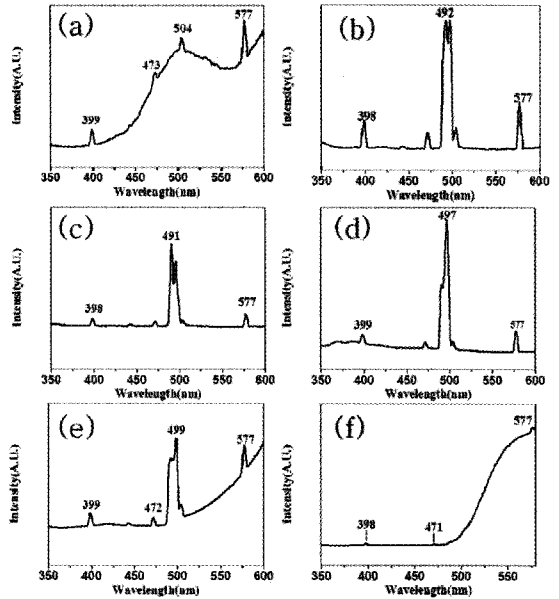 (a)
399
473
504
577
Intensity(A.U.)
350 400 450 500 550 600
Wavelength(nm)
(b)
398
492
577
Intensity(A.U.)
350 400 450 500 550 600
Wavelength(nm)
(c)
398
491
577
Intensity(A.U.)
350 400 450 500 550 600
Wavelength(nm)
(d)
399
497
577
Intensity(A.U.)
350 400 450 500 550 600
Wavelength(nm)
(e)
399
472
499
577
Intensity(A.U.)
350 400 450 500 550 600
Wavelength(nm)
(f)
398
471
577
Intensity(A.U.)
350 400 450 500 550
Wavelength(nm)